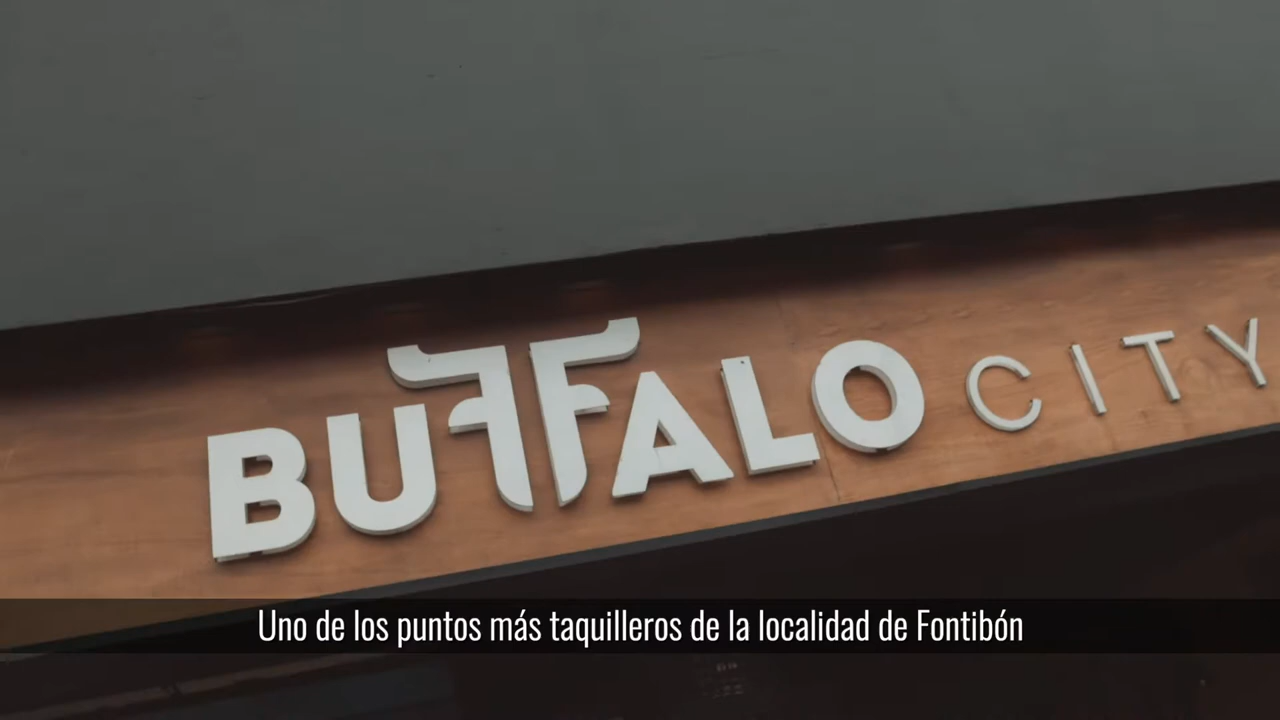 BUFFALO CITY
Uno de los puntos más taquilleros de la localidad de Fontibón